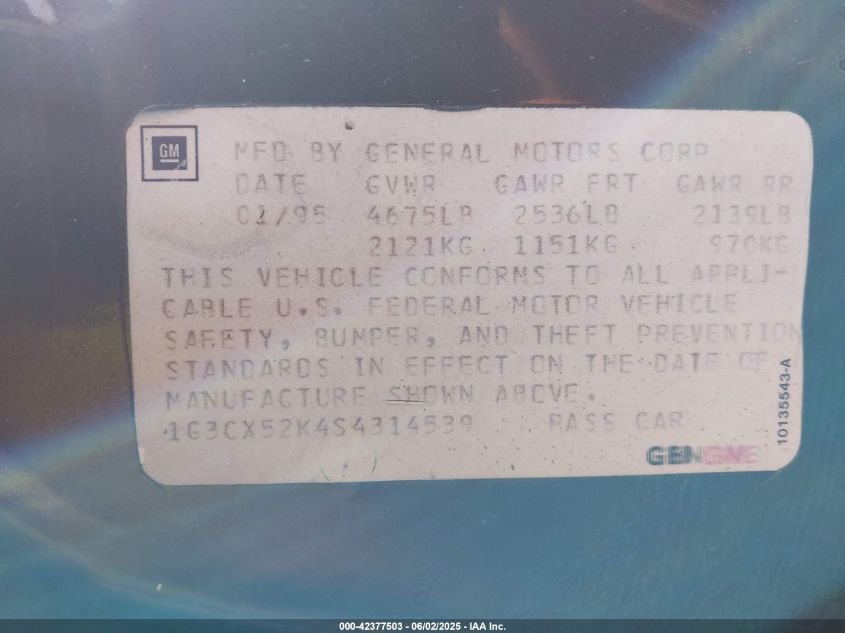 GM
MFD BY GENERAL MOTORS CORP
DATE GVWR GAWR FRT GAWR RR
01/95 4675LB 2536LB 2139LB
2121KG 1151KG 970KG
THIS VEHICLE CONFORMS TO ALL APPLI-
CABLE U.S. FEDERAL MOTOR VEHICLE
SAFETY, BUMPER, AND THEFT PREVENTION
STANDARDS IN EFFECT ON THE DATE OF
MANUFACTURE SHOWN ABOVE.
1G3CX52K4S4314539 PASS CAR
10135543-A
000-42377503 - 06/02/2025 - IAA Inc.